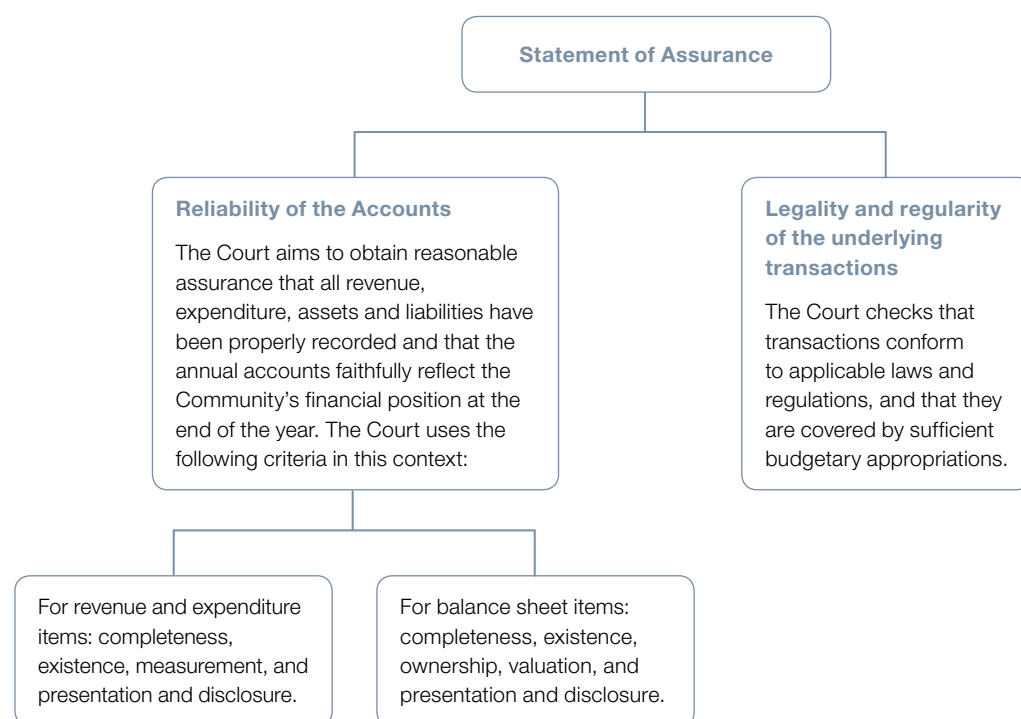 Statement of Assurance
Reliability of the Accounts
The Court aims to obtain reasonable
assurance that all revenue,
expenditure, assets and liabilities have
been properly recorded and that the
annual accounts faithfully reflect the
Community’s financial position at the
end of the year. The Court uses the
following criteria in this context:
Legality and regularity
of the underlying
transactions
The Court checks that
transactions conform
to applicable laws and
regulations, and that they
are covered by sufficient
budgetary appropriations.
For revenue and expenditure
items: completeness,
existence, measurement, and
presentation and disclosure.
For balance sheet items:
completeness, existence,
ownership, valuation, and
presentation and disclosure.